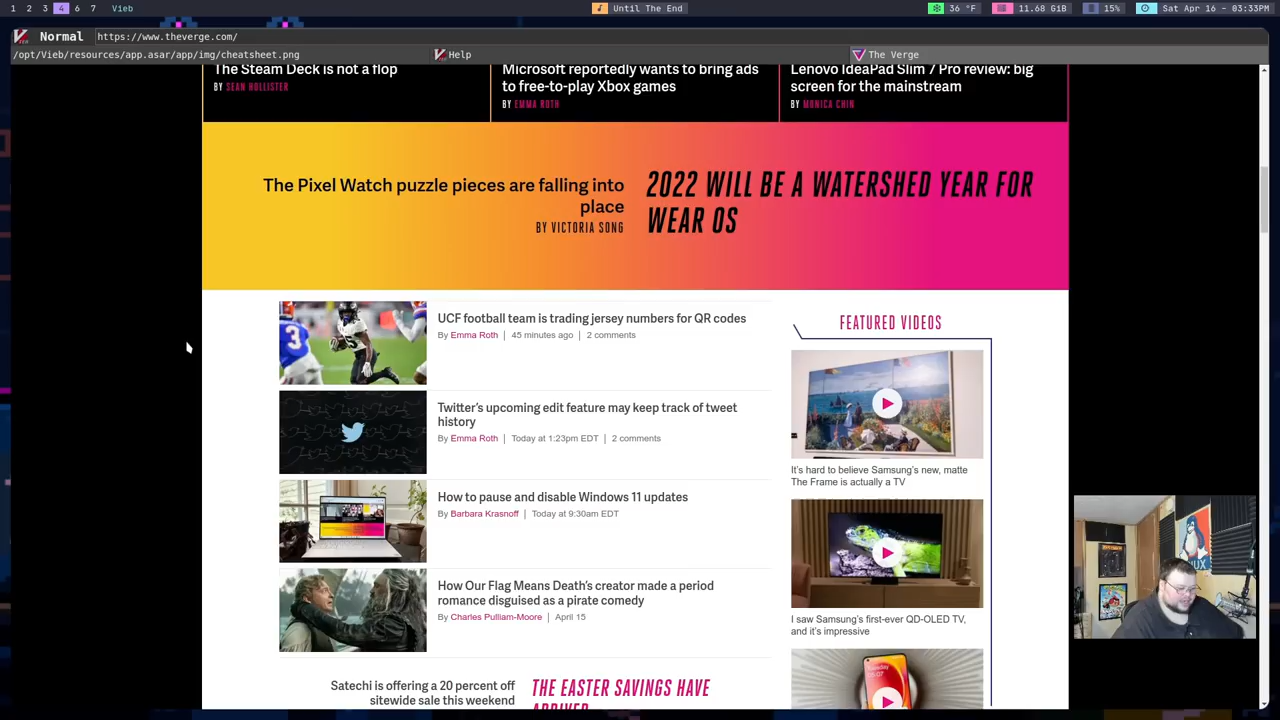 1 2 3 4 6 7 Vieb
Until The End
36 °F
11.68 GiB
15%
Sat Apr 16 - 03:33PM
Normal https://www.theverge.com/
/opt/Vieb/resources/app.asar/app/img/cheatsheet.png
Help
The Verge
The Steam Deck is not a flop
BY SEAN HOLLISTER
Microsoft reportedly wants to bring ads
to free-to-play Xbox games
BY EMMA ROTH
Lenovo IdeaPad Slim 7 Pro review: big
screen for the mainstream
BY MONICA CHIN
The Pixel Watch puzzle pieces are falling into
place
BY VICTORIA SONG
2022 WILL BE A WATERSHED YEAR FOR
WEAR OS
UCF football team is trading jersey numbers for QR codes
By Emma Roth | 45 minutes ago | 2 comments
Twitter's upcoming edit feature may keep track of tweet
history
By Emma Roth | Today at 1:23pm EDT | 2 comments
How to pause and disable Windows 11 updates
By Barbara Krasnoff | Today at 9:30am EDT
How Our Flag Means Death's creator made a period
romance disguised as a pirate comedy
By Charles Pulliam-Moore | April 15
Satechi is offering a 20 percent off
sitewide sale this weekend
THE EASTER SAVINGS HAVE
ARRIVED
FEATURED VIDEOS
It's hard to believe Samsung's new, matte
The Frame is actually a TV
I saw Samsung's first-ever QD-OLED TV,
and it's impressive